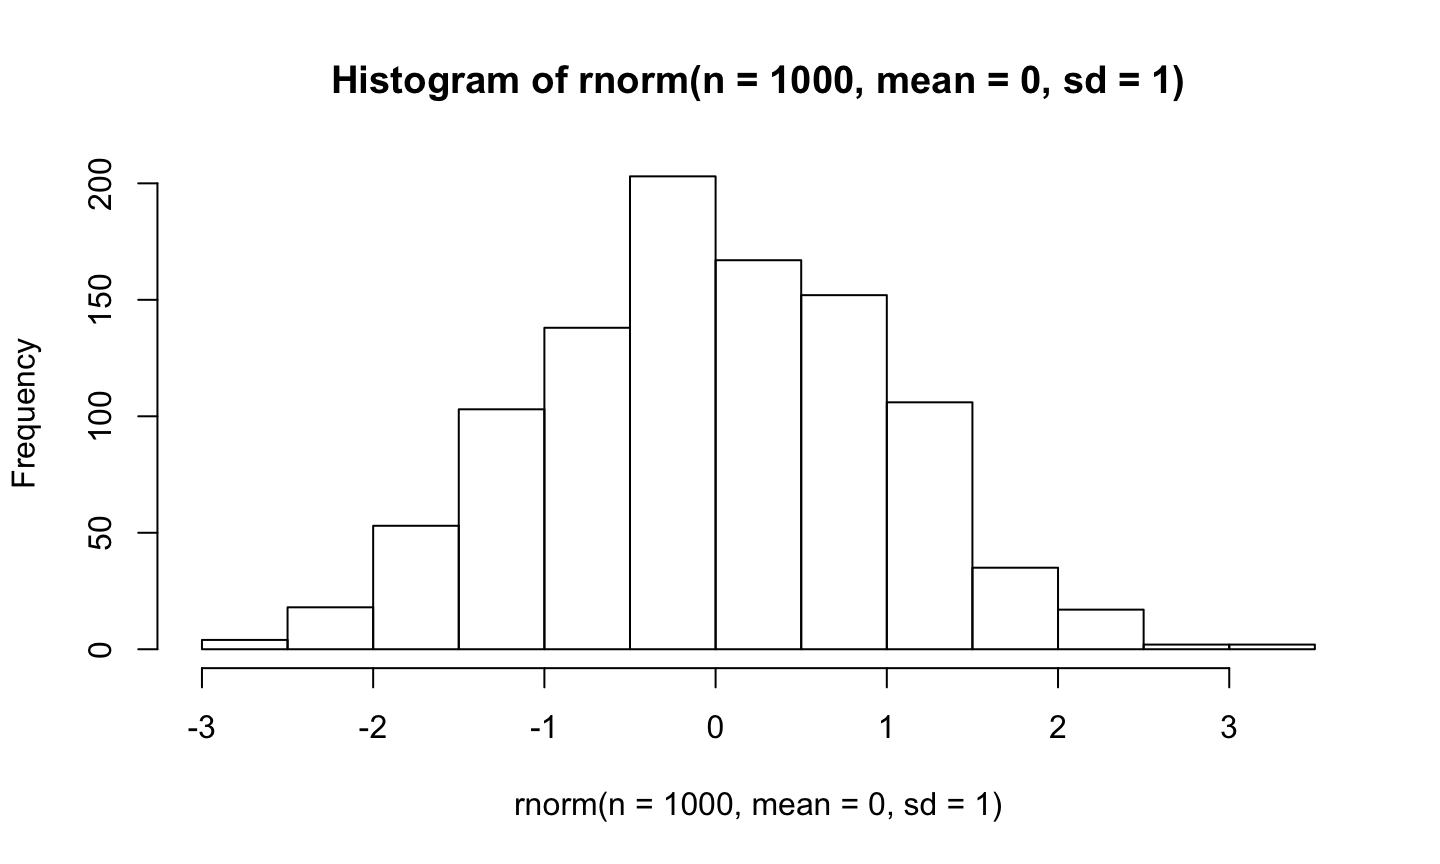 Histogram of rnorm(n = 1000, mean = 0, sd = 1)
Frequency
200
150
100
50
0
-3 -2 -1 0 1 2 3
rnorm(n = 1000, mean = 0, sd = 1)